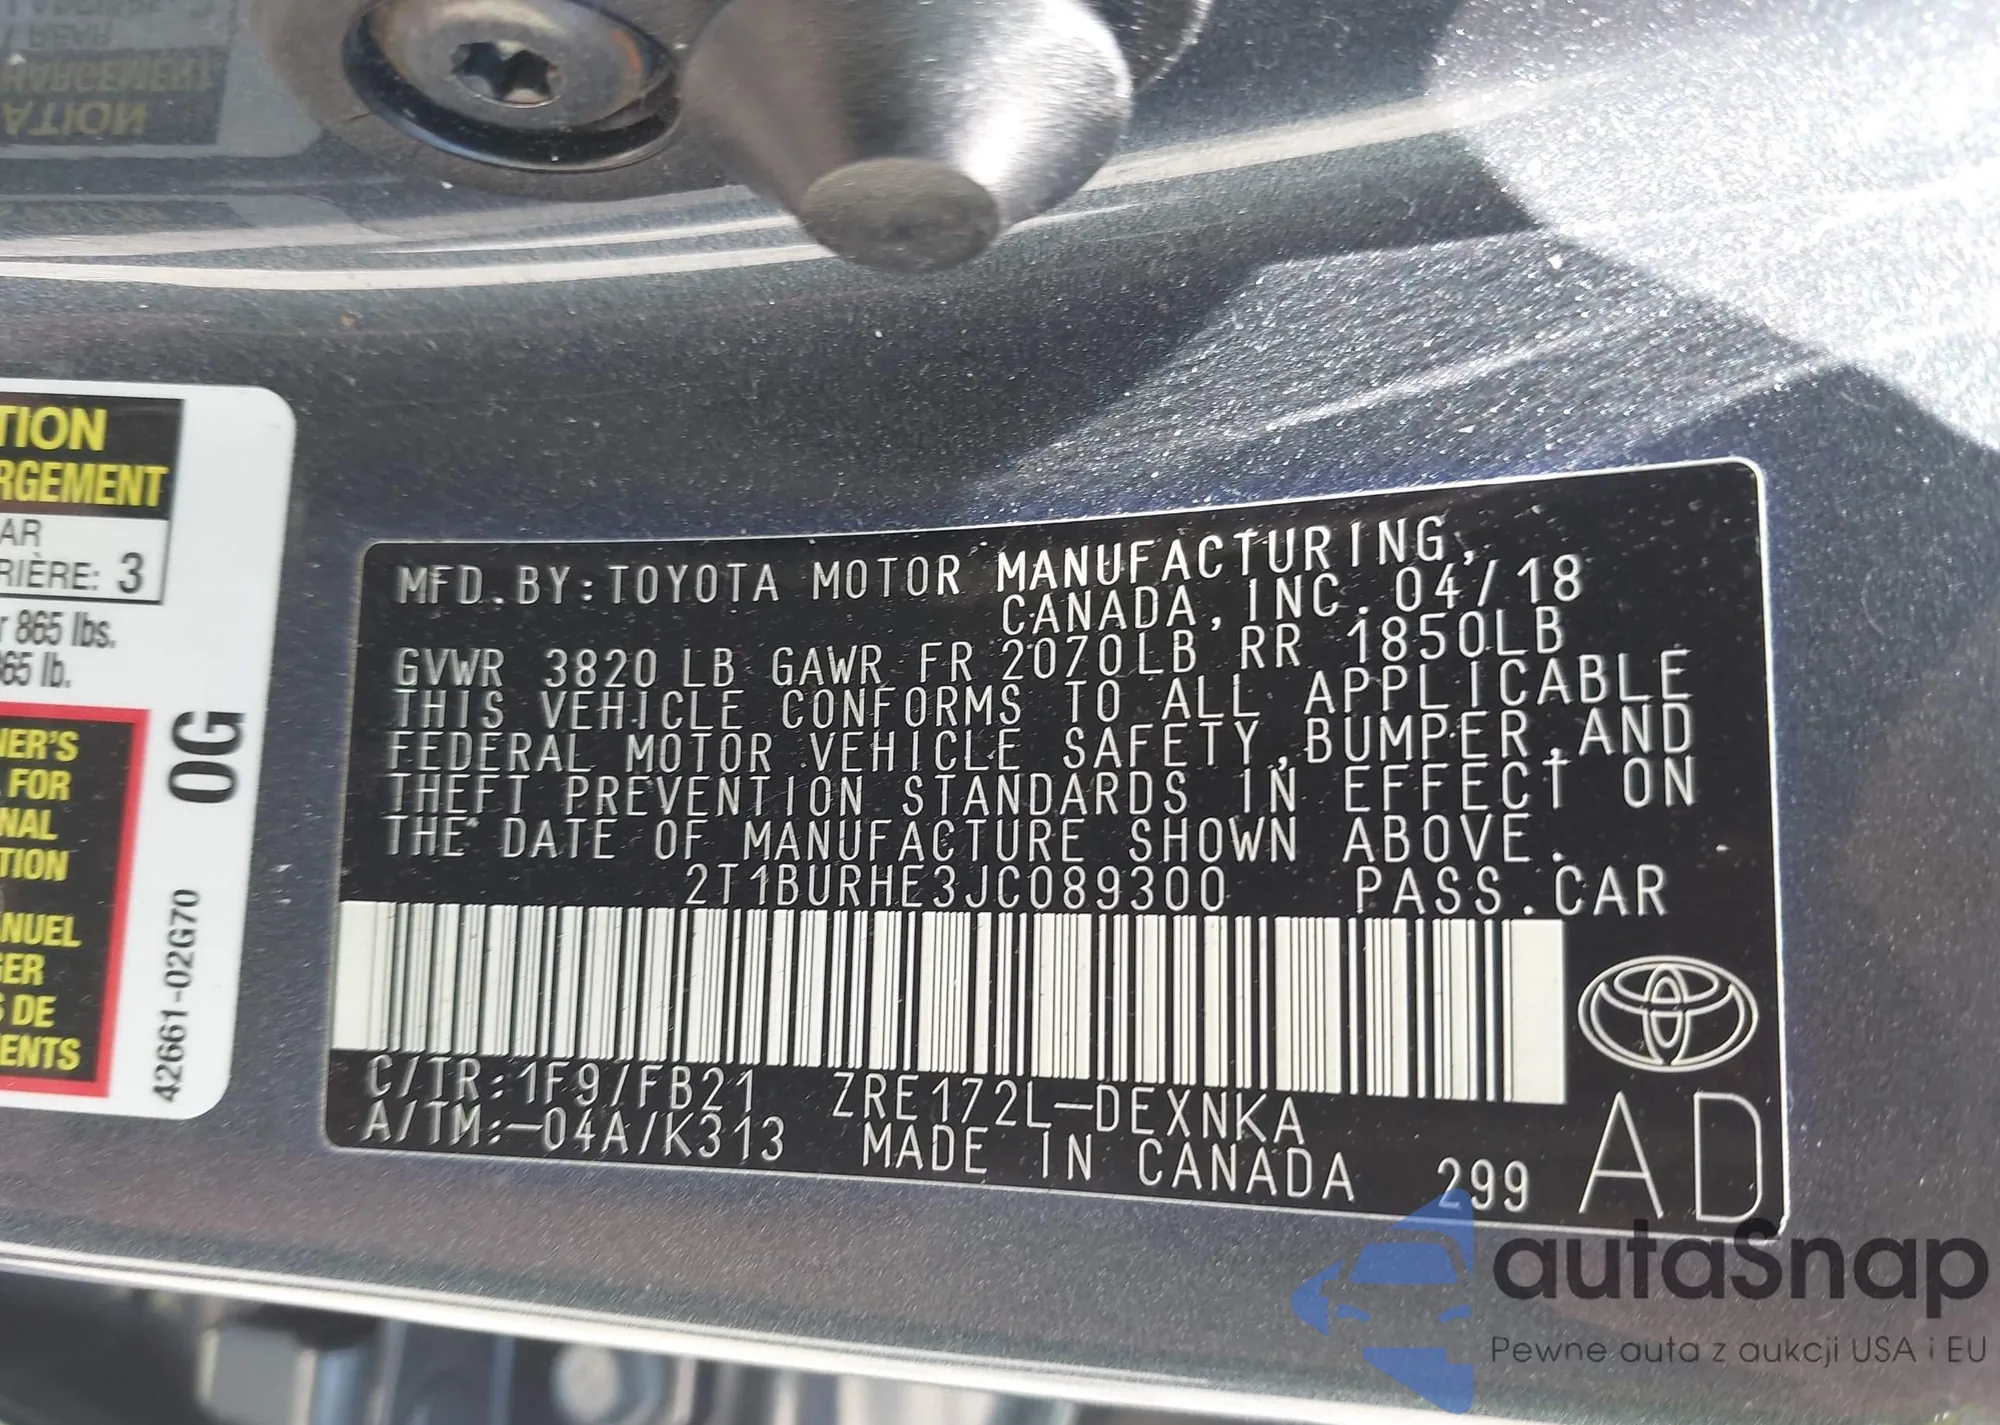 TION
RGEMENT
AR
RIÈRE: 3
r 865 lbs.
865 lb.
NER'S
FOR
NAL
TION
NUEL
GER
S DE
ENTS
0G
42661-02G70
MFD. BY: TOYOTA MOTOR MANUFACTURING,
CANADA, INC. 04/18
GVWR 3820 LB GAWR FR 2070LB RR 1850LB
THIS VEHICLE CONFORMS TO ALL APPLICABLE
FEDERAL MOTOR VEHICLE SAFETY, BUMPER, AND
THEFT PREVENTION STANDARDS IN EFFECT ON
THE DATE OF MANUFACTURE SHOWN ABOVE.
2T1BURHE3JC089300 PASS. CAR
C/TR: 1F9/FB21 ZRE172L-DEXNKA
A/TM:-04A/K313 MADE IN CANADA 299 AD
autaSnap
Pewne auta z aukcji USA i EU